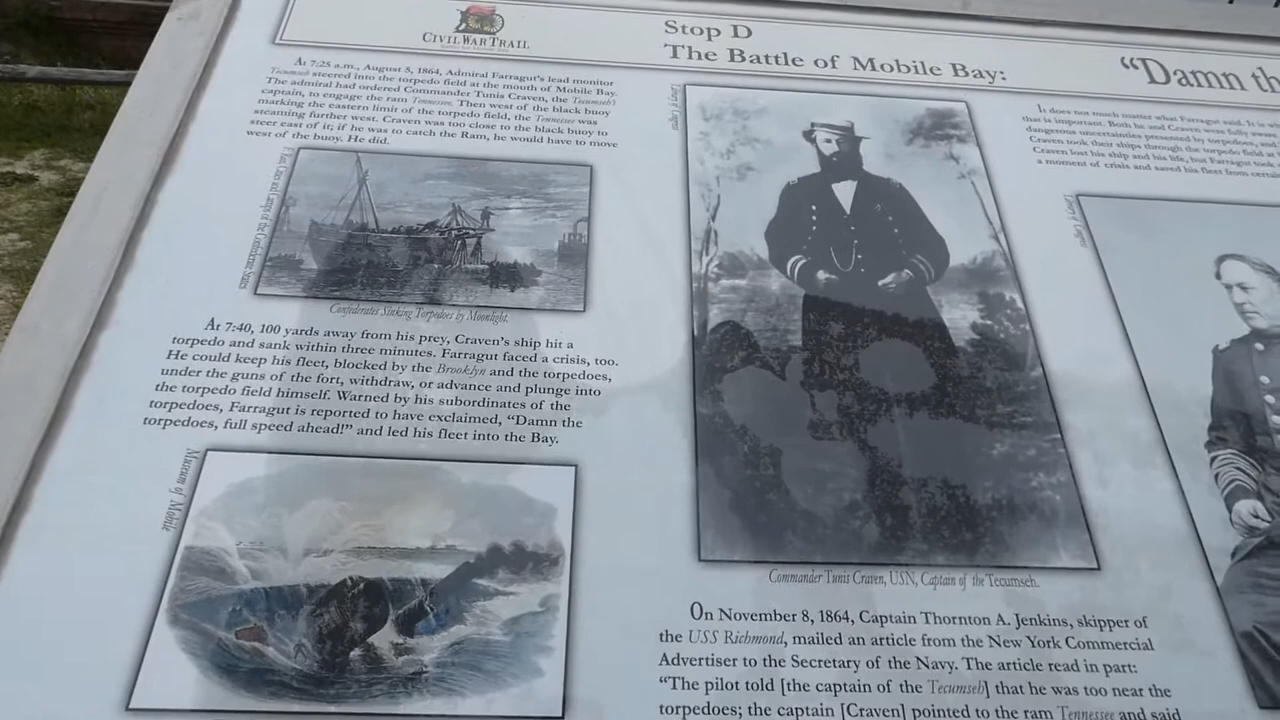 CIVIL WAR TRAIL
Stop D
The Battle of Mobile Bay:
"Damn th
At 7:25 a.m., August 5, 1864, Admiral Farragut's lead monitor
Tecumseh steered into the torpedo field at the mouth of Mobile Bay.
The admiral had ordered Commander Tunis Craven, the Tecumseh's
captain, to engage the ram Tennessee. Then west of the black buoy
marking the eastern limit of the torpedo field, the Tennessee was
steaming further west. Craven was too close to the black buoy to
steer east of it; if he was to catch the Ram, he would have to move
west of the buoy. He did.
Confederates Sinking Torpedoes by Moonlight.
At 7:40, 100 yards away from his prey, Craven's ship hit a
torpedo and sank within three minutes. Farragut faced a crisis, too.
He could keep his fleet, blocked by the Brooklyn and the torpedoes,
under the guns of the fort, withdraw, or advance and plunge into
the torpedo field himself. Warned by his subordinates of the
torpedoes, Farragut is reported to have exclaimed, "Damn the
torpedoes, full speed ahead!" and led his fleet into the Bay.
Museum of Mobile
Library of Congress
Commander Tunis Craven, USN, Captain of the Tecumseh.
On November 8, 1864, Captain Thornton A. Jenkins, skipper of
the USS Richmond, mailed an article from the New York Commercial
Advertiser to the Secretary of the Navy. The article read in part:
"The pilot told [the captain of the Tecumseh] that he was too near the
torpedoes; the captain [Craven] pointed to the ram Tennessee and said
It does not much matter what Farragut said. It is
that is important. Both he and Craven were fully aware
dangerous uncertainties presented by torpedoes, and
Craven took their ships through the torpedo field at
Craven lost his ship and his life, but Farragut took
a moment of crisis and saved his fleet from certain
Library of Congress